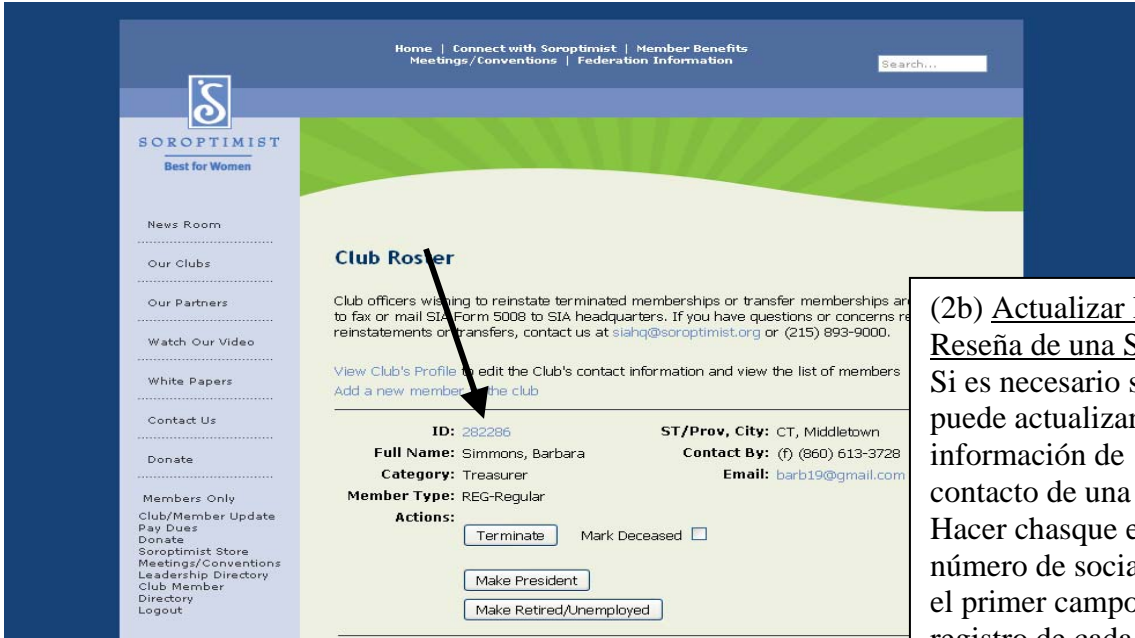 Home | Connect with Soroptimist | Member Benefits
Meetings/Conventions | Federation Information
Search...
S
SOROPTIMIST
Best for Women
News Room
Our Clubs
Our Partners
Watch Our Video
White Papers
Contact Us
Donate
Members Only
Club/Member Update
Pay Dues
Donate
Soroptimist Store
Meetings/Conventions
Leadership Directory
Club Member
Directory
Logout
Club Roster
Club officers wishing to reinstate terminated memberships or transfer memberships ar
to fax or mail SIA Form 5008 to SIA headquarters. If you have questions or concerns re
reinstatements or transfers, contact us at siahq@soroptimist.org or (215) 893-9000.
View Club's Profile to edit the Club's contact information and view the list of members
Add a new member the club
ID: 282286
ST/Prov, City: CT, Middletown
Full Name: Simmons, Barbara
Contact By: (f) (860) 613-3728
Category: Treasurer
Email: barb19@gmail.com
Member Type: REG-Regular
Actions:
Terminate Mark Deceased
Make President
Make Retired/Unemployed
(2b) Actualizar
Reseña de una S
Si es necesario s
puede actualizar
información de
contacto de una
Hacer chasque e
número de socia
el primer campo
registro de cada